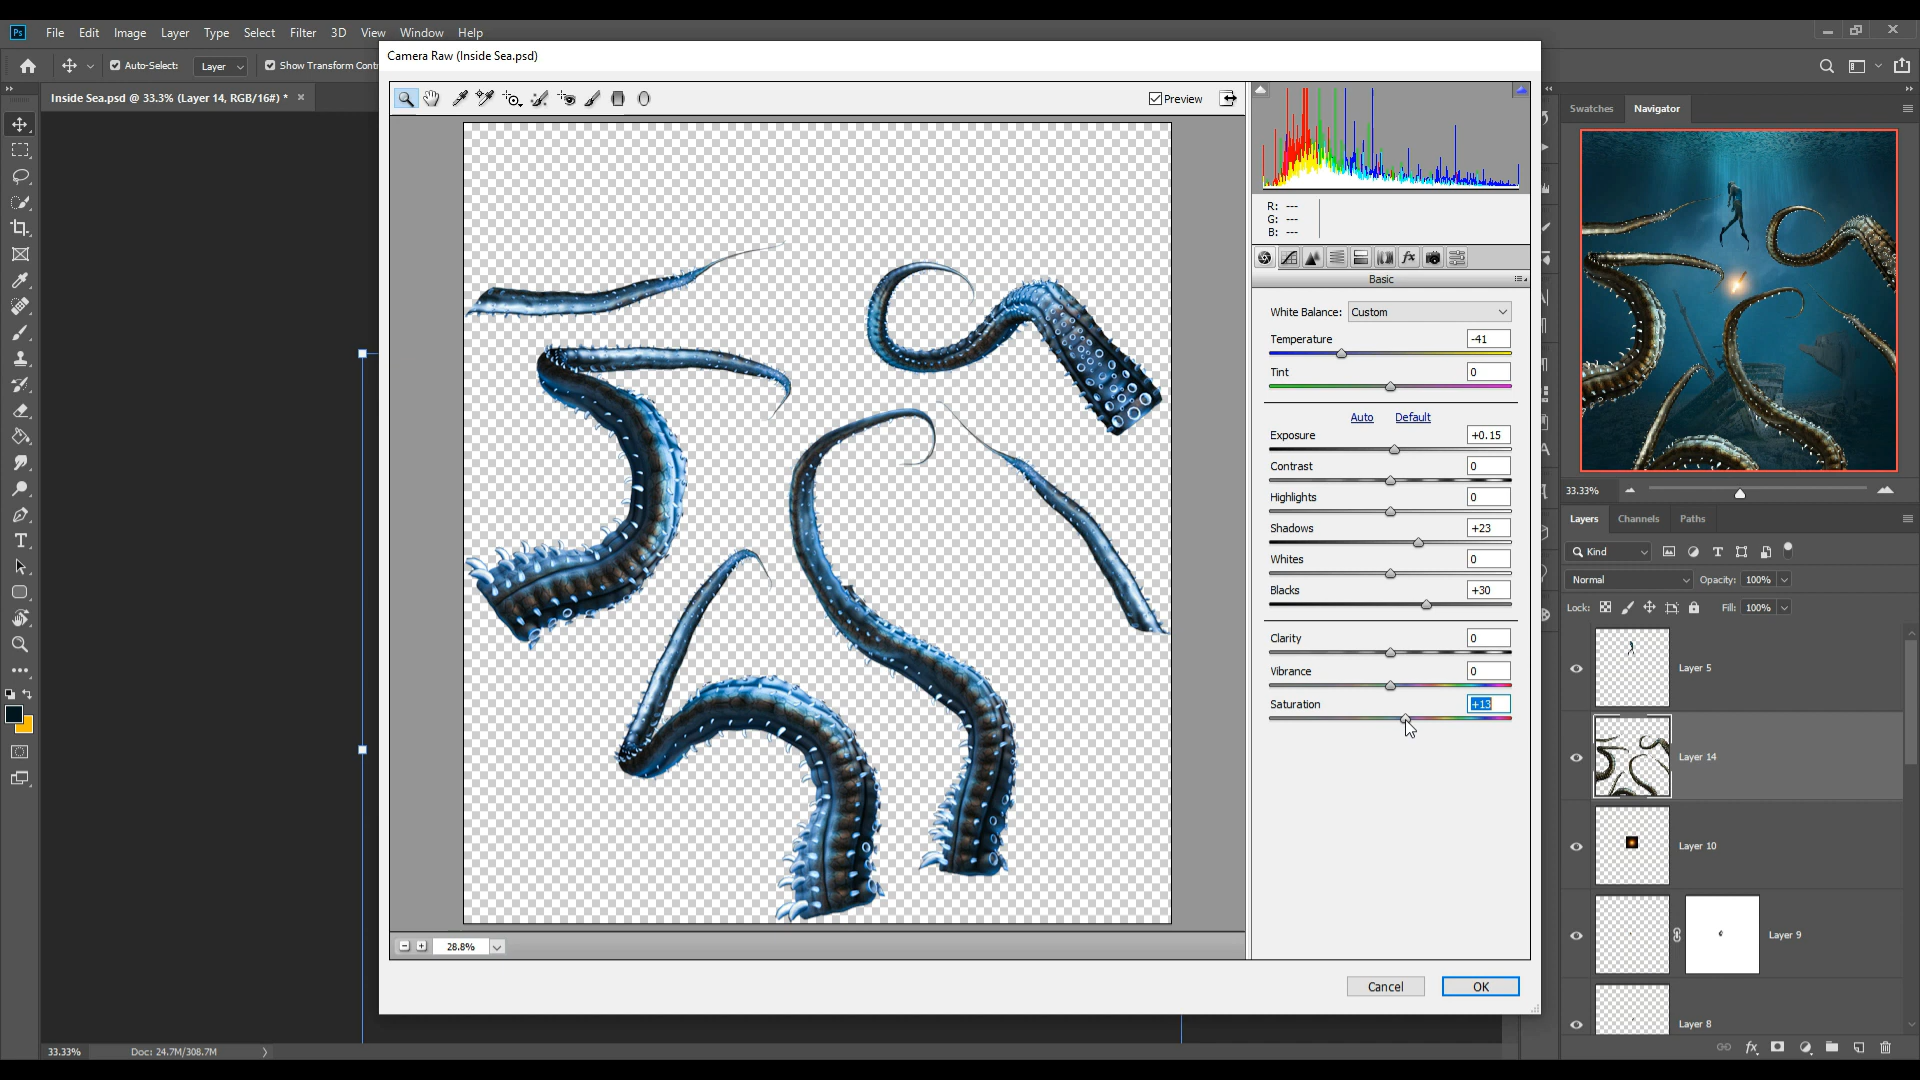 Ps File Edit Image Layer Type Select Filter 3D View Window Help
Auto-Select: Layer Show Transform Cont
Inside Sea.psd @ 33.3% (Layer 14, RGB/16#) * ×
Camera Raw (Inside Sea.psd)
Preview
R: ---
G: ---
B: ---
fx
Basic
White Balance: Custom
Temperature -41
Tint 0
Auto Default
Exposure +0.15
Contrast 0
Highlights 0
Shadows +23
Whites 0
Blacks +30
Clarity 0
Vibrance 0
Saturation +13
28.8%
Cancel OK
Swatches Navigator
33.33%
Layers Channels Paths
Kind
Normal Opacity: 100%
Lock: Fill: 100%
Layer 5
Layer 14
Layer 10
Layer 9
Layer 8
fx
33.33% Doc: 24.7M/308.7M